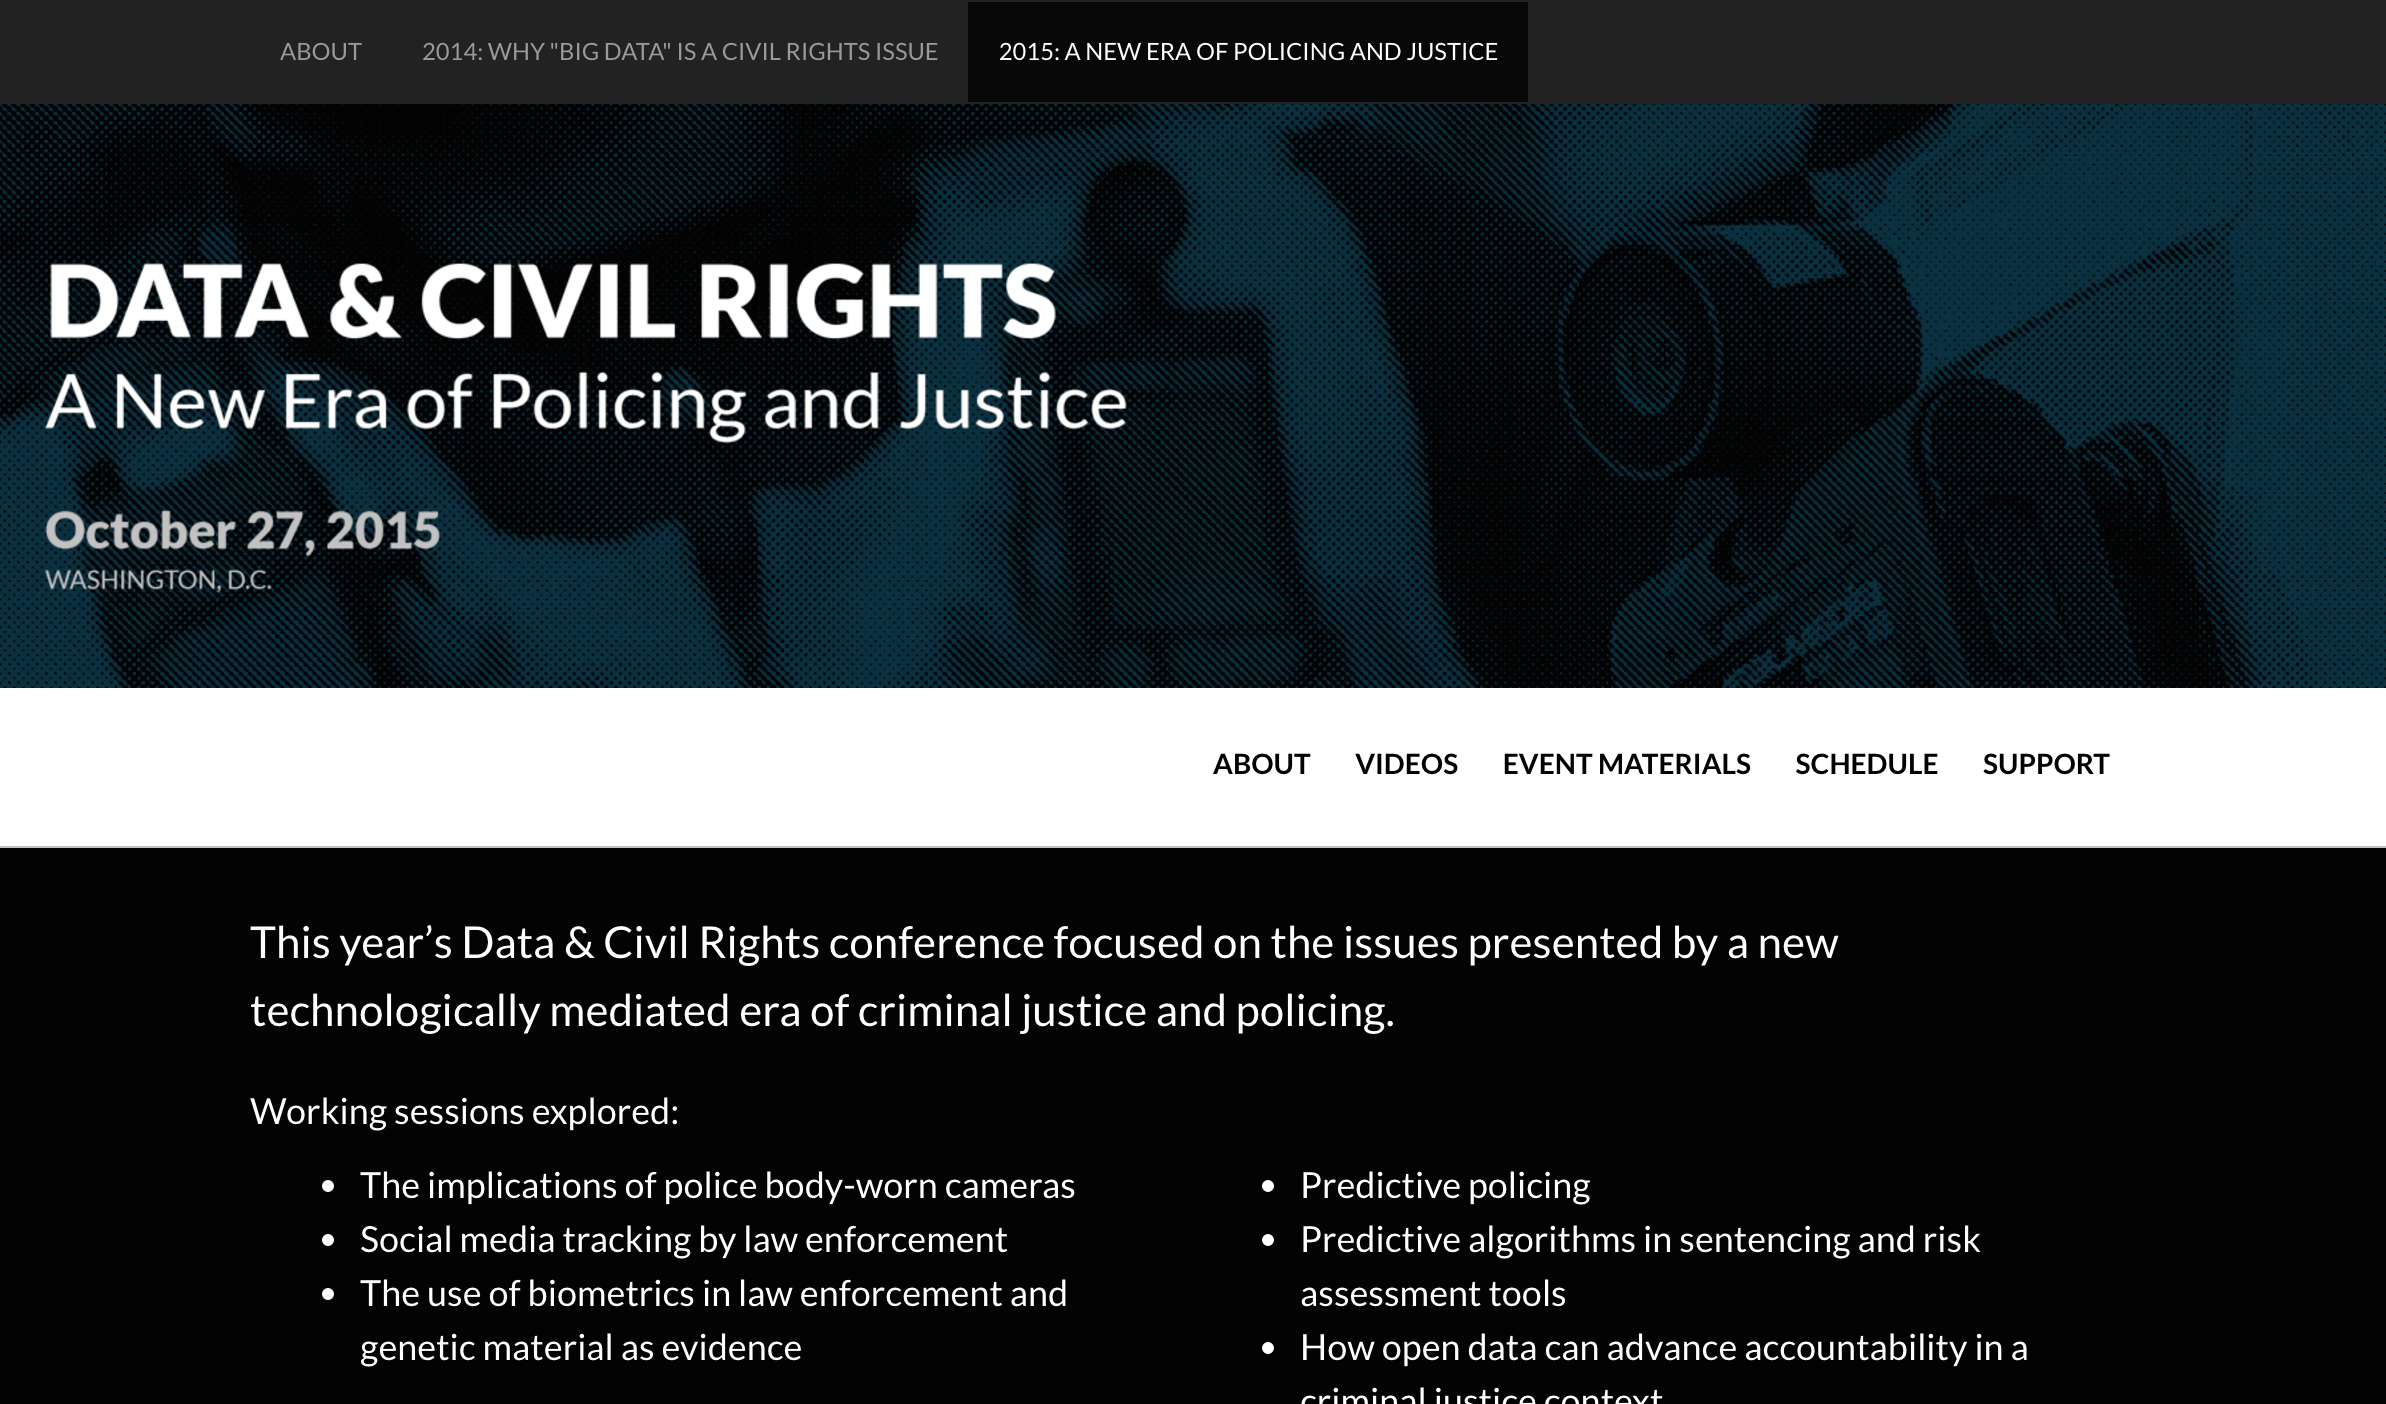 ABOUT
2014: WHY "BIG DATA" IS A CIVIL RIGHTS ISSUE
2015: A NEW ERA OF POLICING AND JUSTICE
DATA & CIVIL RIGHTS
A New Era of Policing and Justice
October 27, 2015
WASHINGTON, D.C.
ABOUT
VIDEOS
EVENT MATERIALS
SCHEDULE
SUPPORT
This year’s Data & Civil Rights conference focused on the issues presented by a new
technologically mediated era of criminal justice and policing.
Working sessions explored:
• The implications of police body-worn cameras
• Social media tracking by law enforcement
• The use of biometrics in law enforcement and
genetic material as evidence
• Predictive policing
• Predictive algorithms in sentencing and risk
assessment tools
• How open data can advance accountability in a
criminal justice context